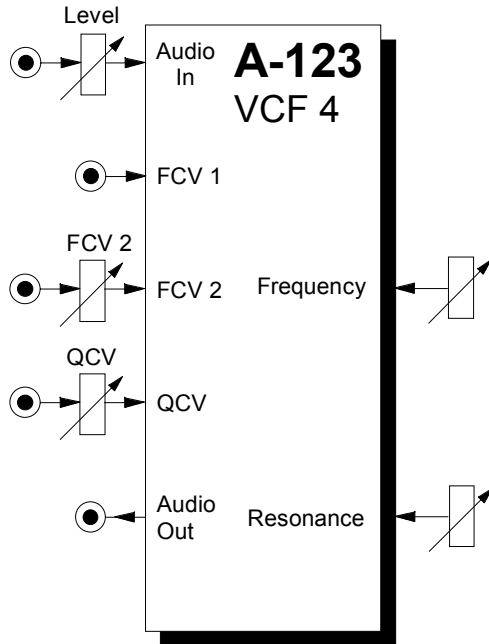 Level
Audio
In
A-123
VCF 4
FCV 1
FCV 2
FCV 2
Frequency
QCV
QCV
Audio
Out
Resonance